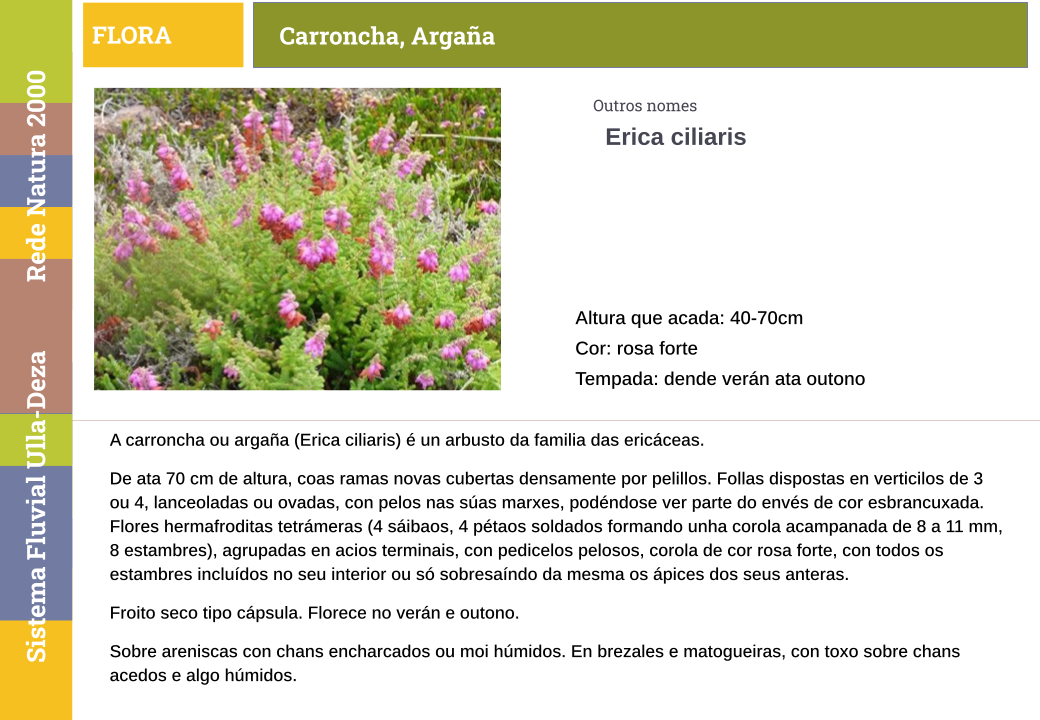 FLORA
Carroncha, Argaña
Outros nomes
Erica ciliaris
Altura que acada: 40-70cm
Cor: rosa forte
Tempada: dende verán ata outono
A carroncha ou argaña (Erica ciliaris) é un arbusto da familia das ericáceas.
De ata 70 cm de altura, coas ramas novas cubertas densamente por pelillos. Follas dispostas en verticilos de 3
ou 4, lanceoladas ou ovadas, con pelos nas súas marxes, podéndose ver parte do envés de cor esbrancuxada.
Flores hermafroditas tetrámeras (4 sáibaos, 4 pétaos soldados formando unha corola acampanada de 8 a 11 mm,
8 estambres), agrupadas en acios terminais, con pedicelos pelosos, corola de cor rosa forte, con todos os
estambres incluídos no seu interior ou só sobresaíndo da mesma os ápices dos seus anteras.
Froito seco tipo cápsula. Florece no verán e outono.
Sobre areniscas con chans encharcados ou moi húmidos. En brezales e matogueiras, con toxo sobre chans
acedos e algo húmidos.
Sistema Fluvial Ulla-Deza Rede Natura 2000